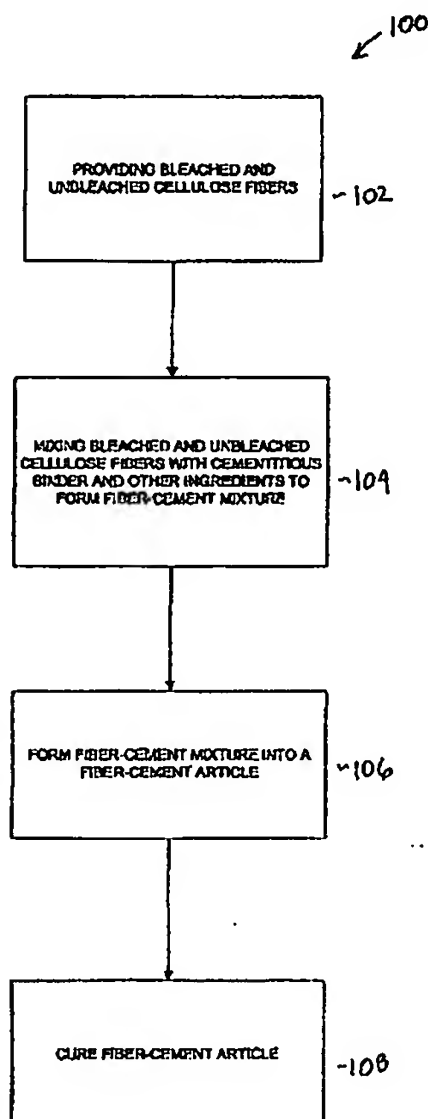 100
PROVIDING BLEACHED AND
UNBLEACHED CELLULOSE FIBERS
~102
MIXING BLEACHED AND UNBLEACHED
CELLULOSE FIBERS WITH CEMENTITIOUS
BINDER AND OTHER INGREDIENTS TO
FORM FIBER-CEMENT MIXTURE
~104
FORM FIBER-CEMENT MIXTURE INTO A
FIBER-CEMENT ARTICLE
~106
CURE FIBER-CEMENT ARTICLE
~108